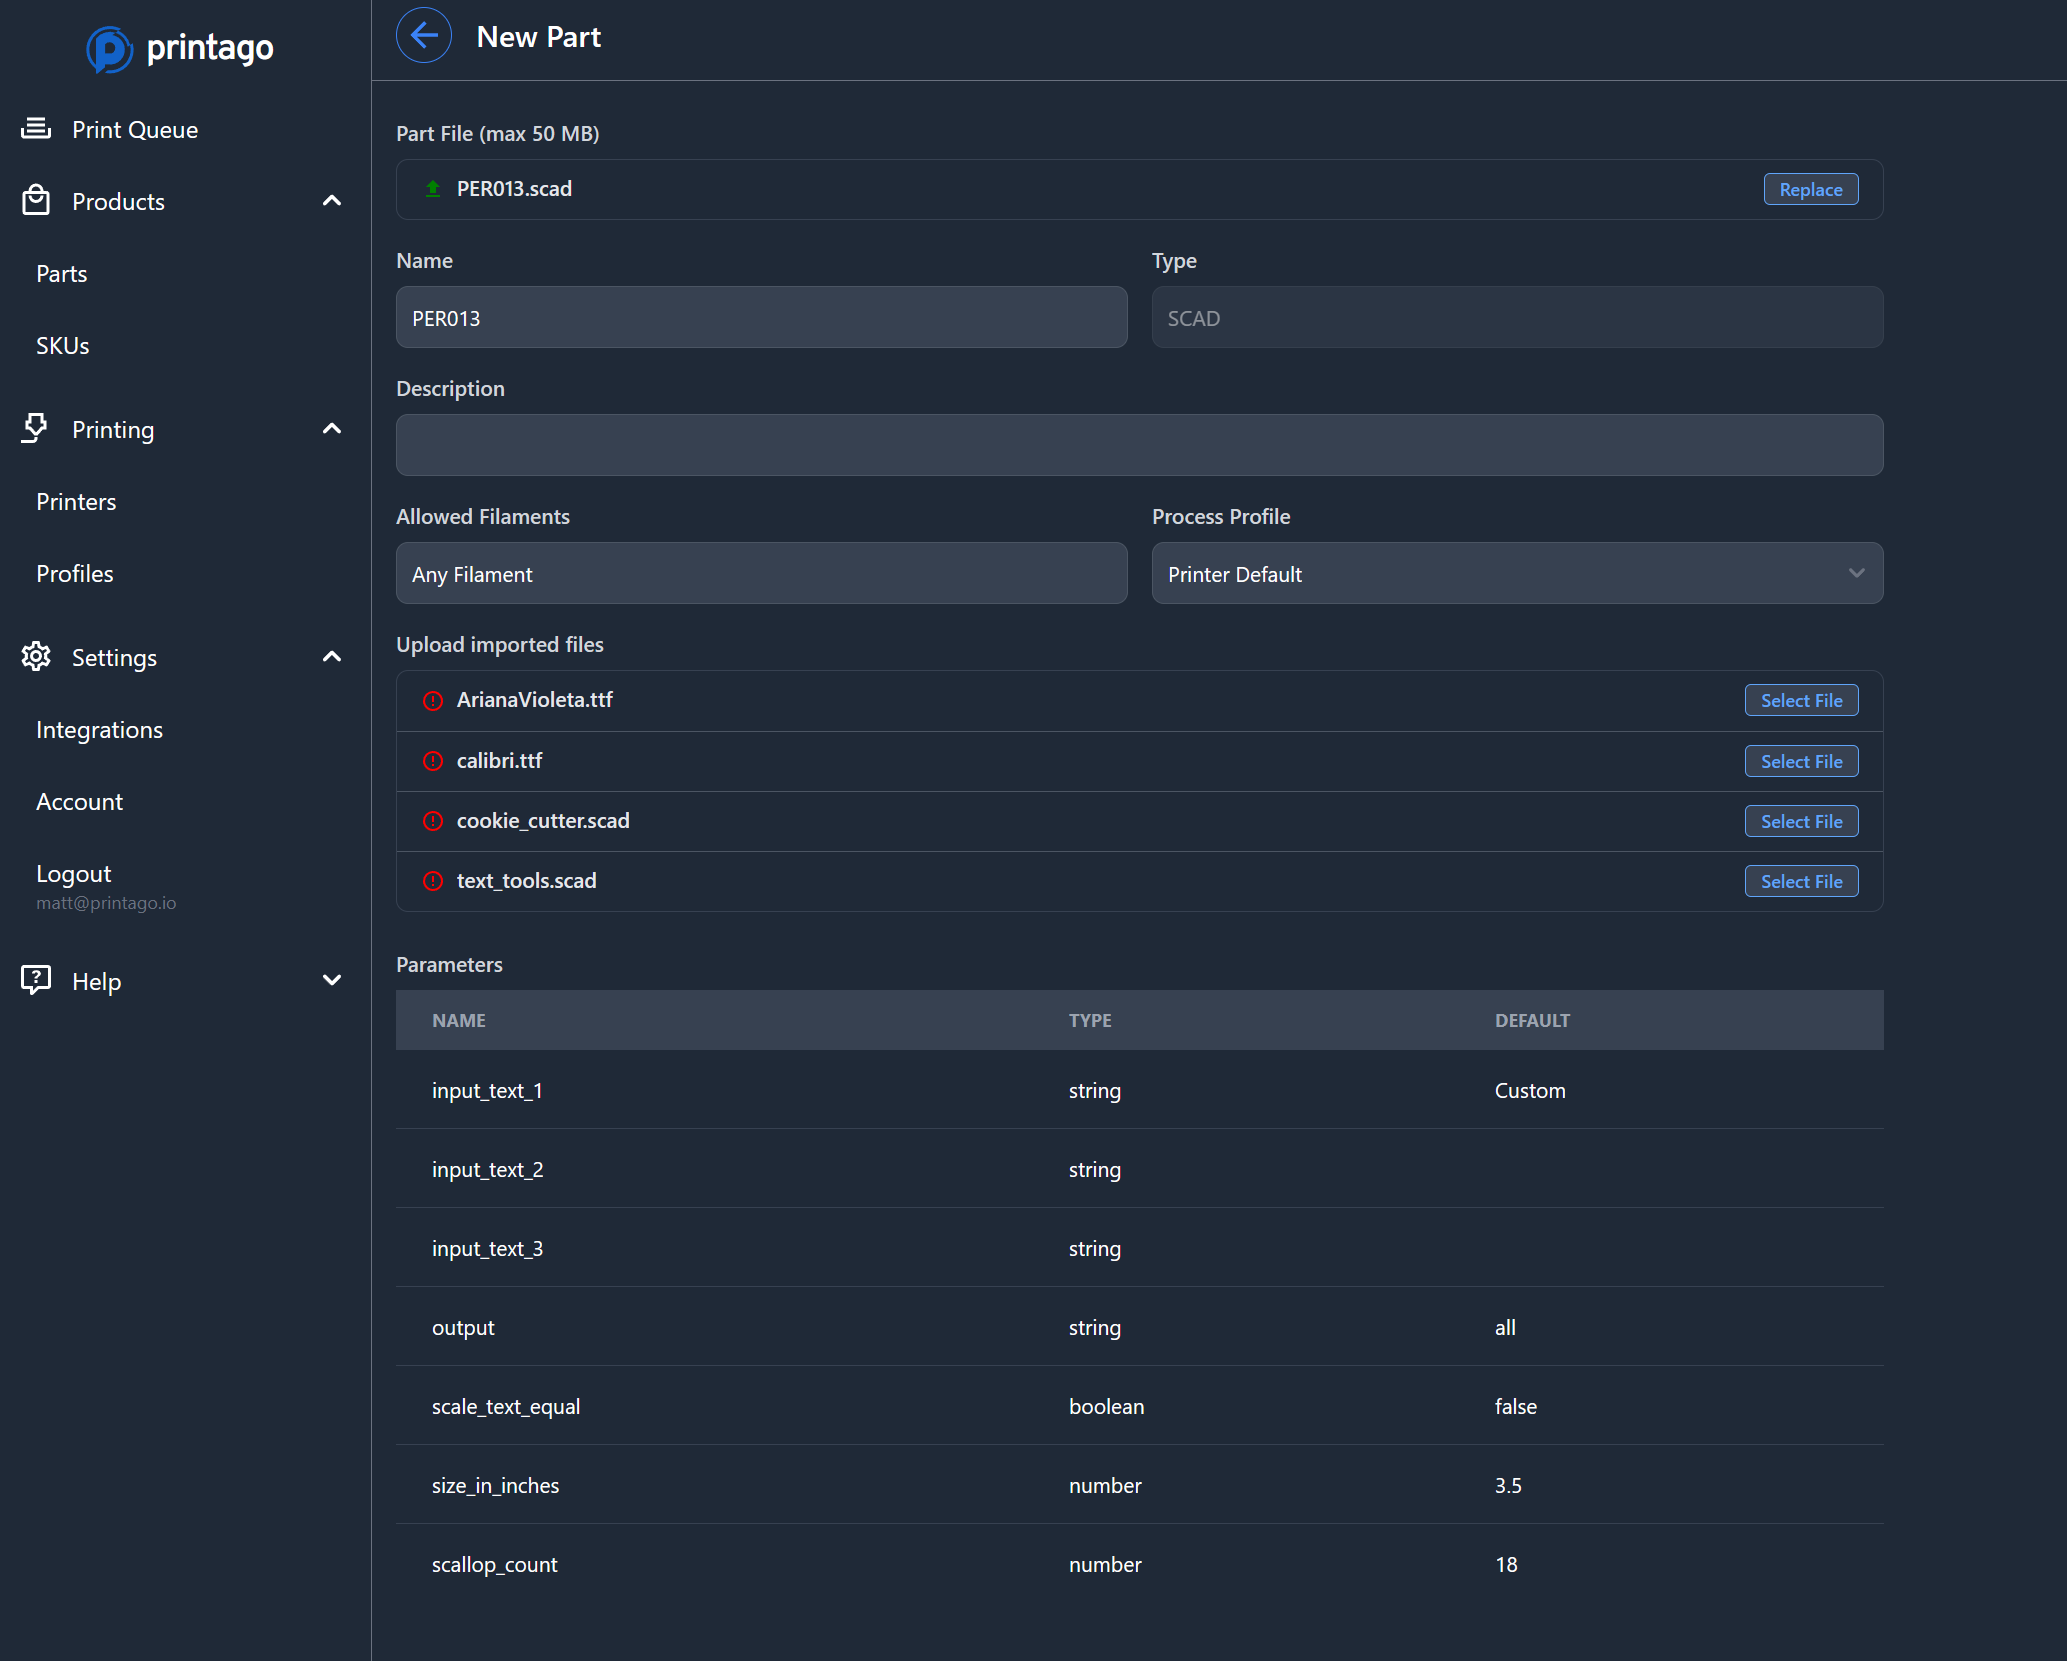 printago
Print Queue
Products
Parts
SKUs
Printing
Printers
Profiles
Settings
Integrations
Account
Logout
matt@printago.io
Help
New Part
Part File (max 50 MB)
PER013.scad
Replace
Name
Type
PER013
SCAD
Description
Allowed Filaments
Process Profile
Any Filament
Printer Default
Upload imported files
ArianaVioleta.ttf
Select File
calibri.ttf
Select File
cookie_cutter.scad
Select File
text_tools.scad
Select File
Parameters
NAME TYPE DEFAULT
input_text_1 string Custom
input_text_2 string
input_text_3 string
output string all
scale_text_equal boolean false
size_in_inches number 3.5
scallop_count number 18